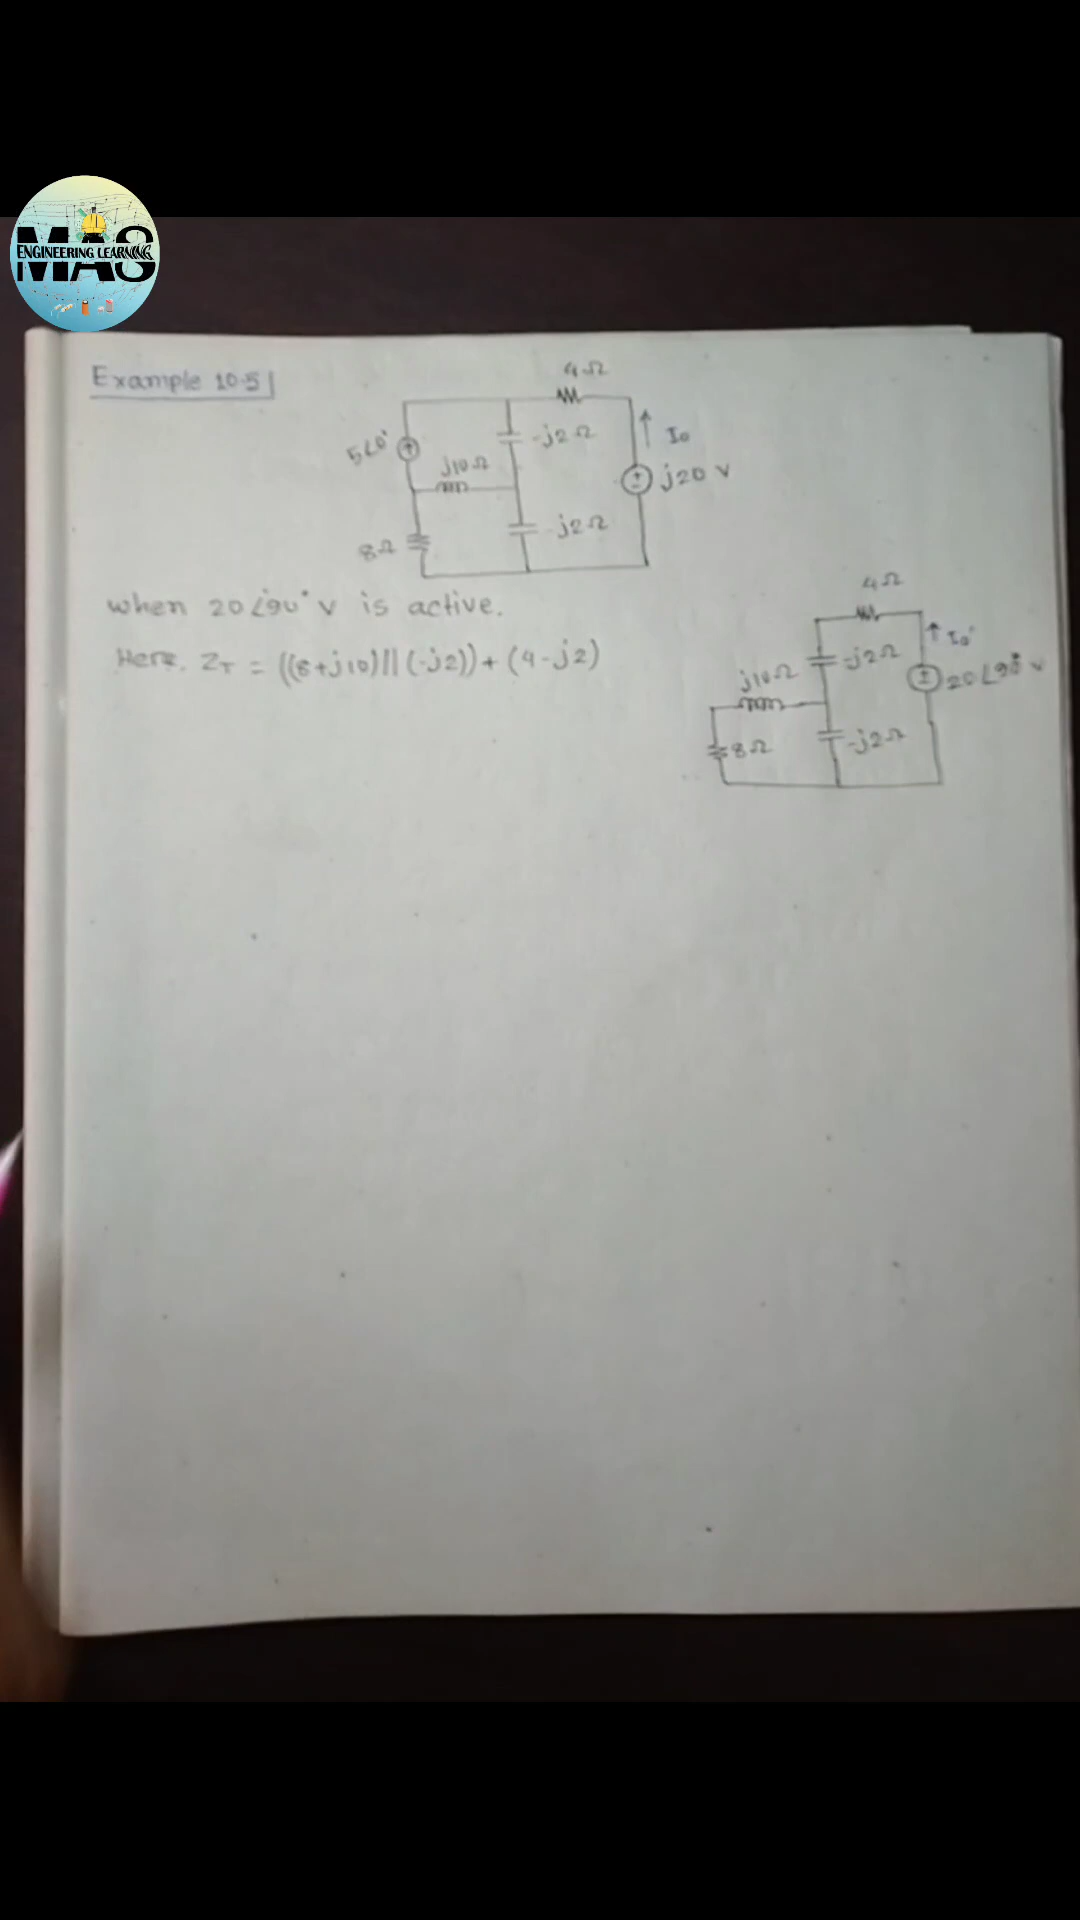 MAS
ENGINEERING LEARNING
Example 10.5
4Ω
5∠0°
-j2Ω
I₀
j10Ω
j20 V
8Ω
-j2Ω
when 20∠90° V is active.
Here, Z_T = ((8+j10)||(-j2))+(4-j2)
4Ω
I₀'
-j2Ω
j10Ω
20∠90° V
8Ω
-j2Ω